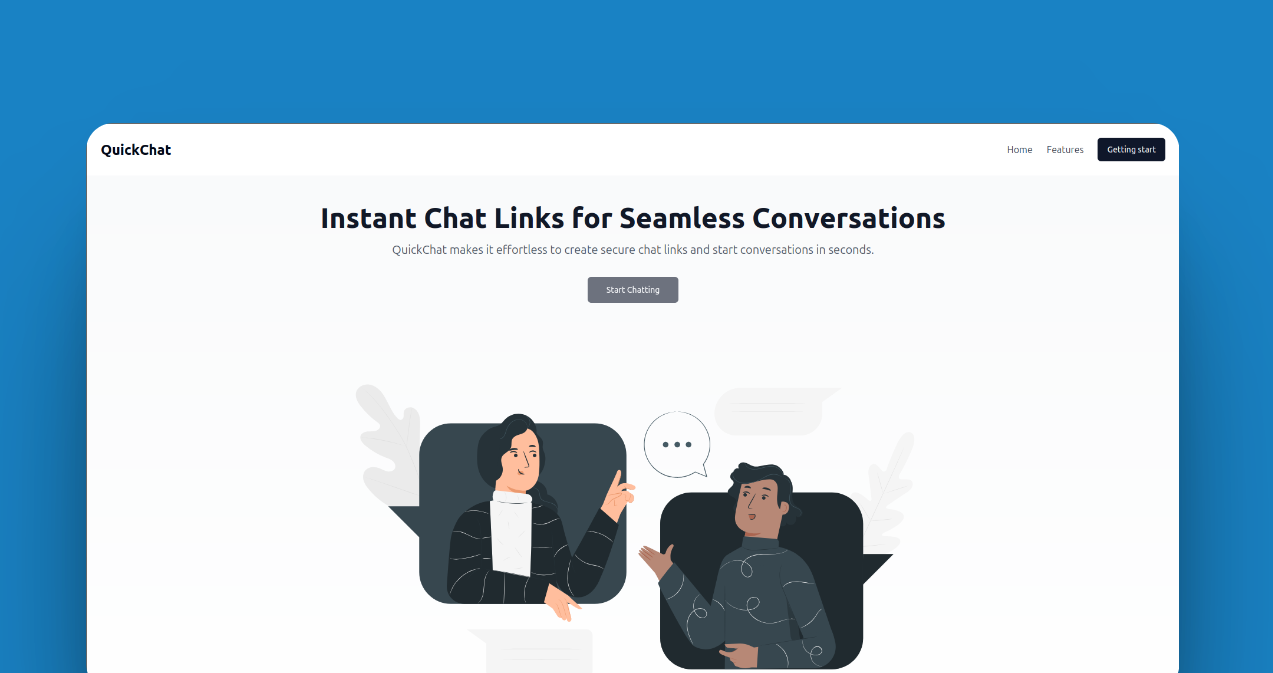 QuickChat
Home
Features
Getting start
Instant Chat Links for Seamless Conversations
QuickChat makes it effortless to create secure chat links and start conversations in seconds.
Start Chatting